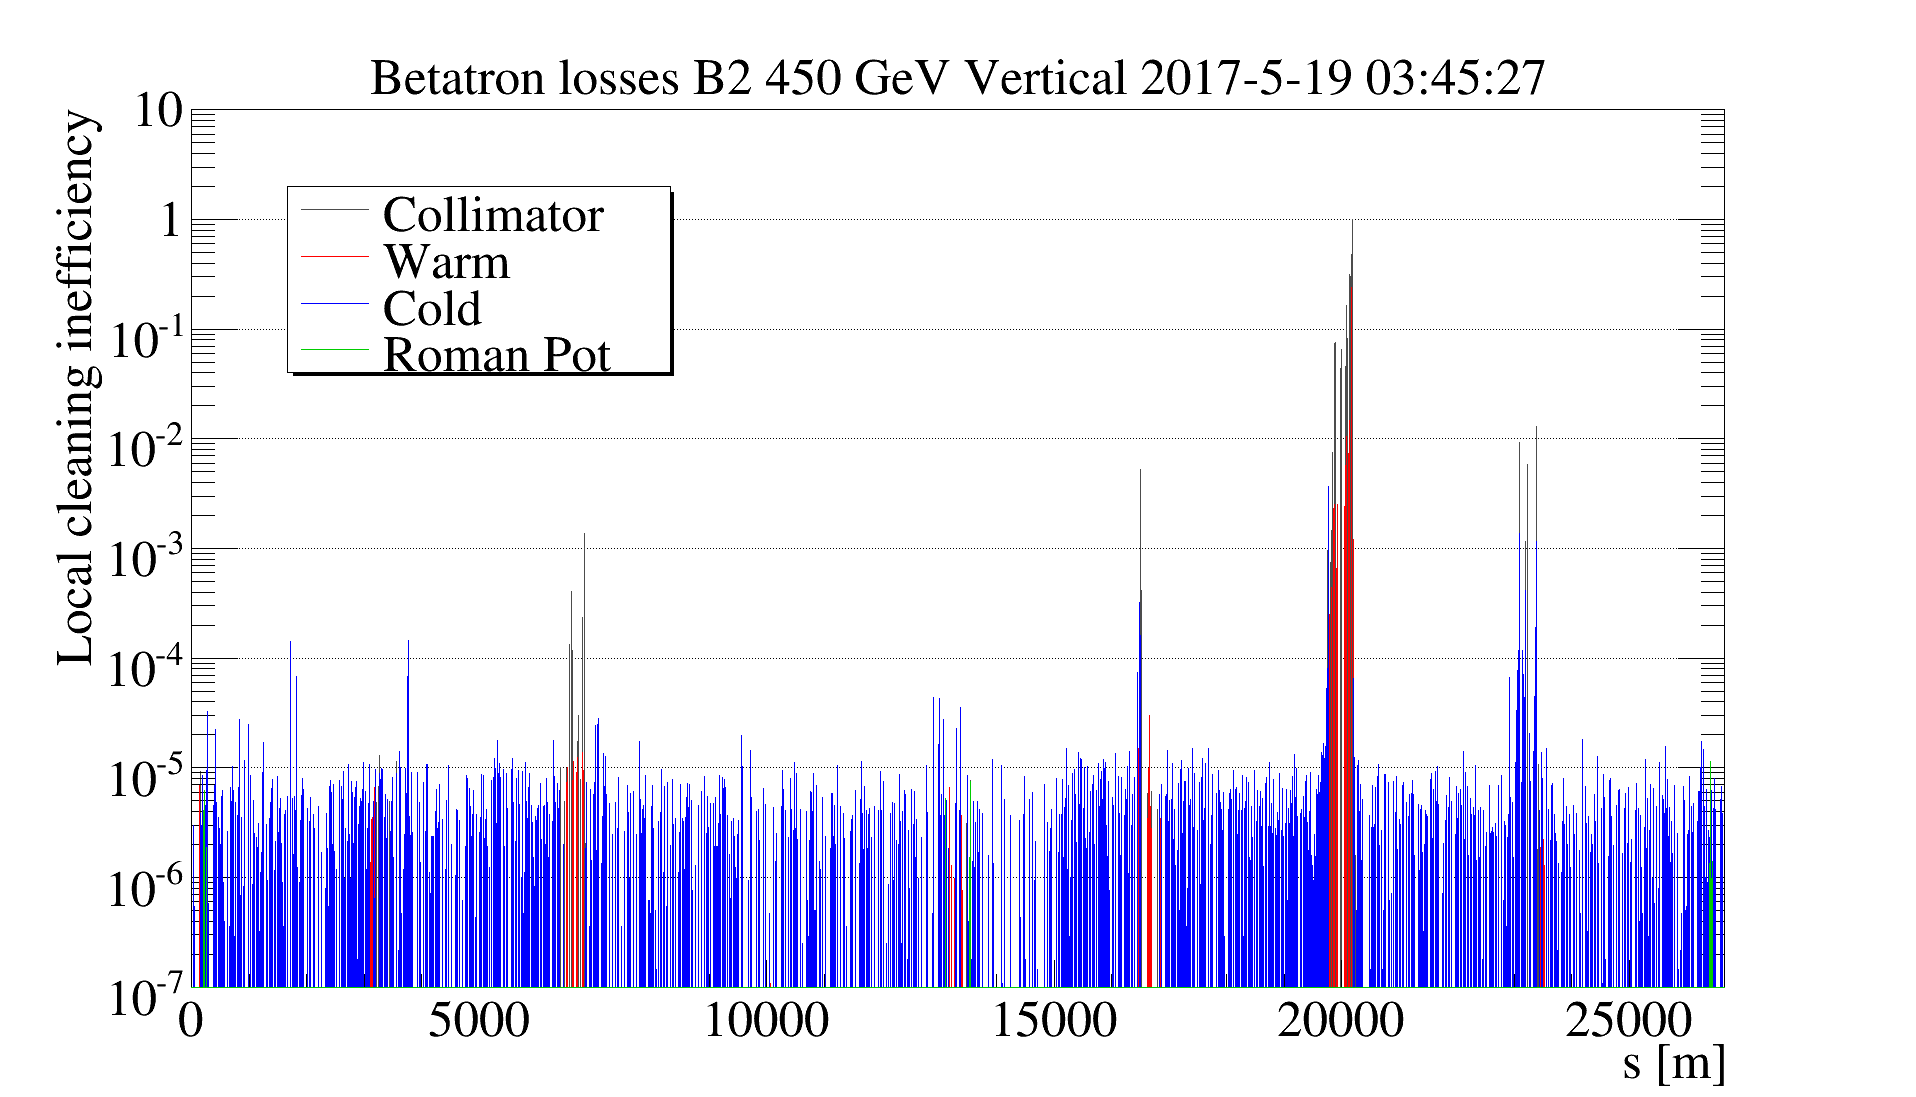 Betatron losses B2 450 GeV Vertical 2017-5-19 03:45:27
Local cleaning inefficiency
10
1
10-1
10-2
10-3
10-4
10-5
10-6
10-7
Collimator
Warm
Cold
Roman Pot
0 5000 10000 15000 20000 25000
s [m]